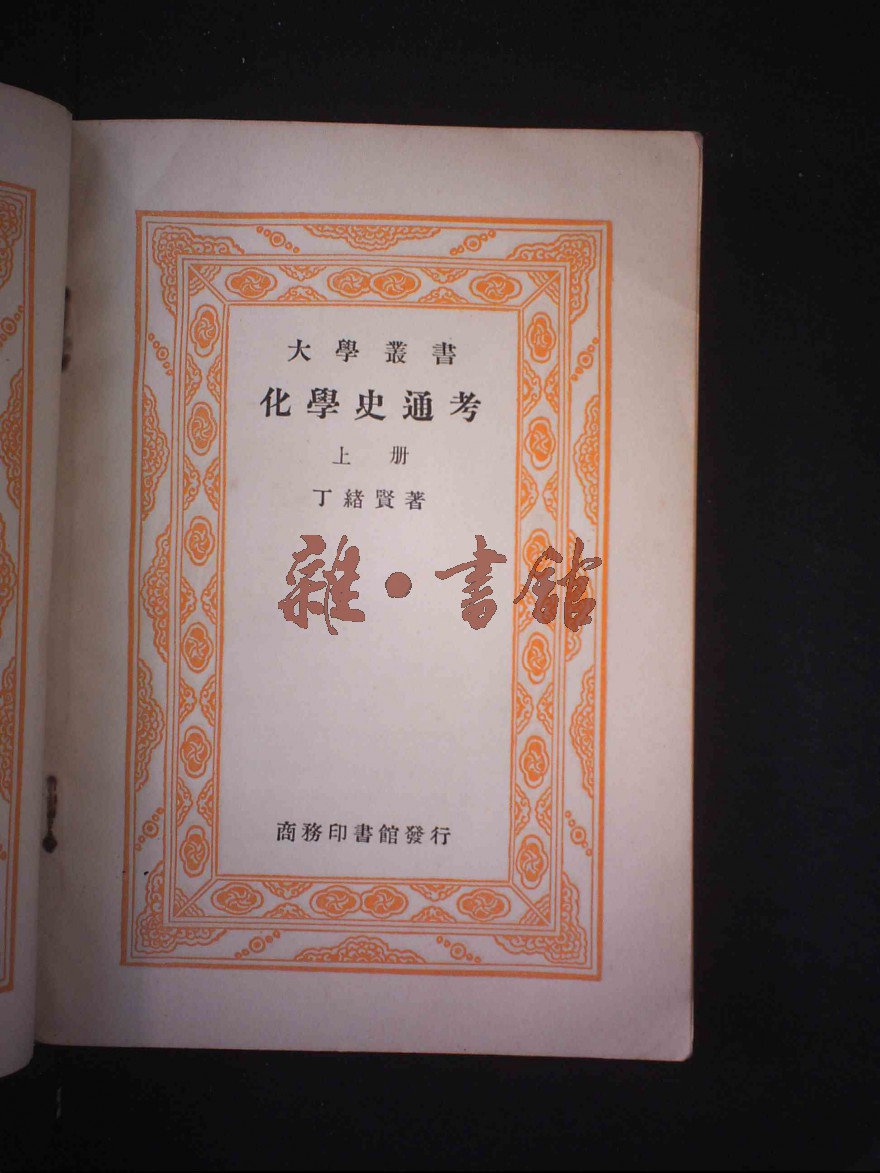 大學叢書
化學史通考
上册
丁緒賢著
雜·書館
商務印書館發行